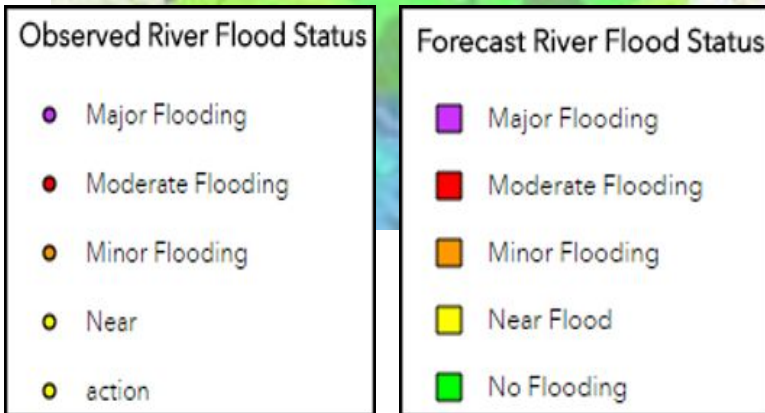 Observed River Flood Status
Major Flooding
Moderate Flooding
Minor Flooding
Near
action
Forecast River Flood Status
Major Flooding
Moderate Flooding
Minor Flooding
Near Flood
No Flooding